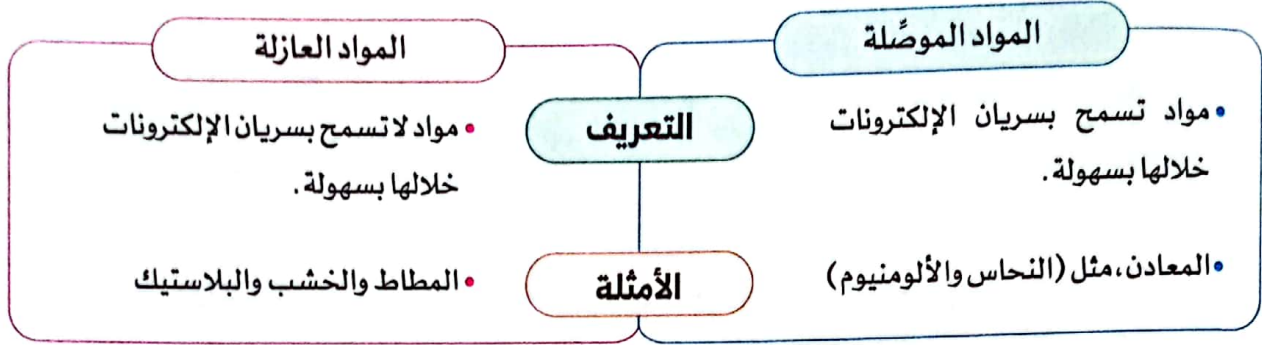 المواد الموصِّلة
المواد العازلة
التعريف
• مواد تسمح بسريان الإلكترونات
خلالها بسهولة.
• مواد لا تسمح بسريان الإلكترونات
خلالها بسهولة.
الأمثلة
• المعادن، مثل (النحاس والألومنيوم)
• المطاط والخشب والبلاستيك